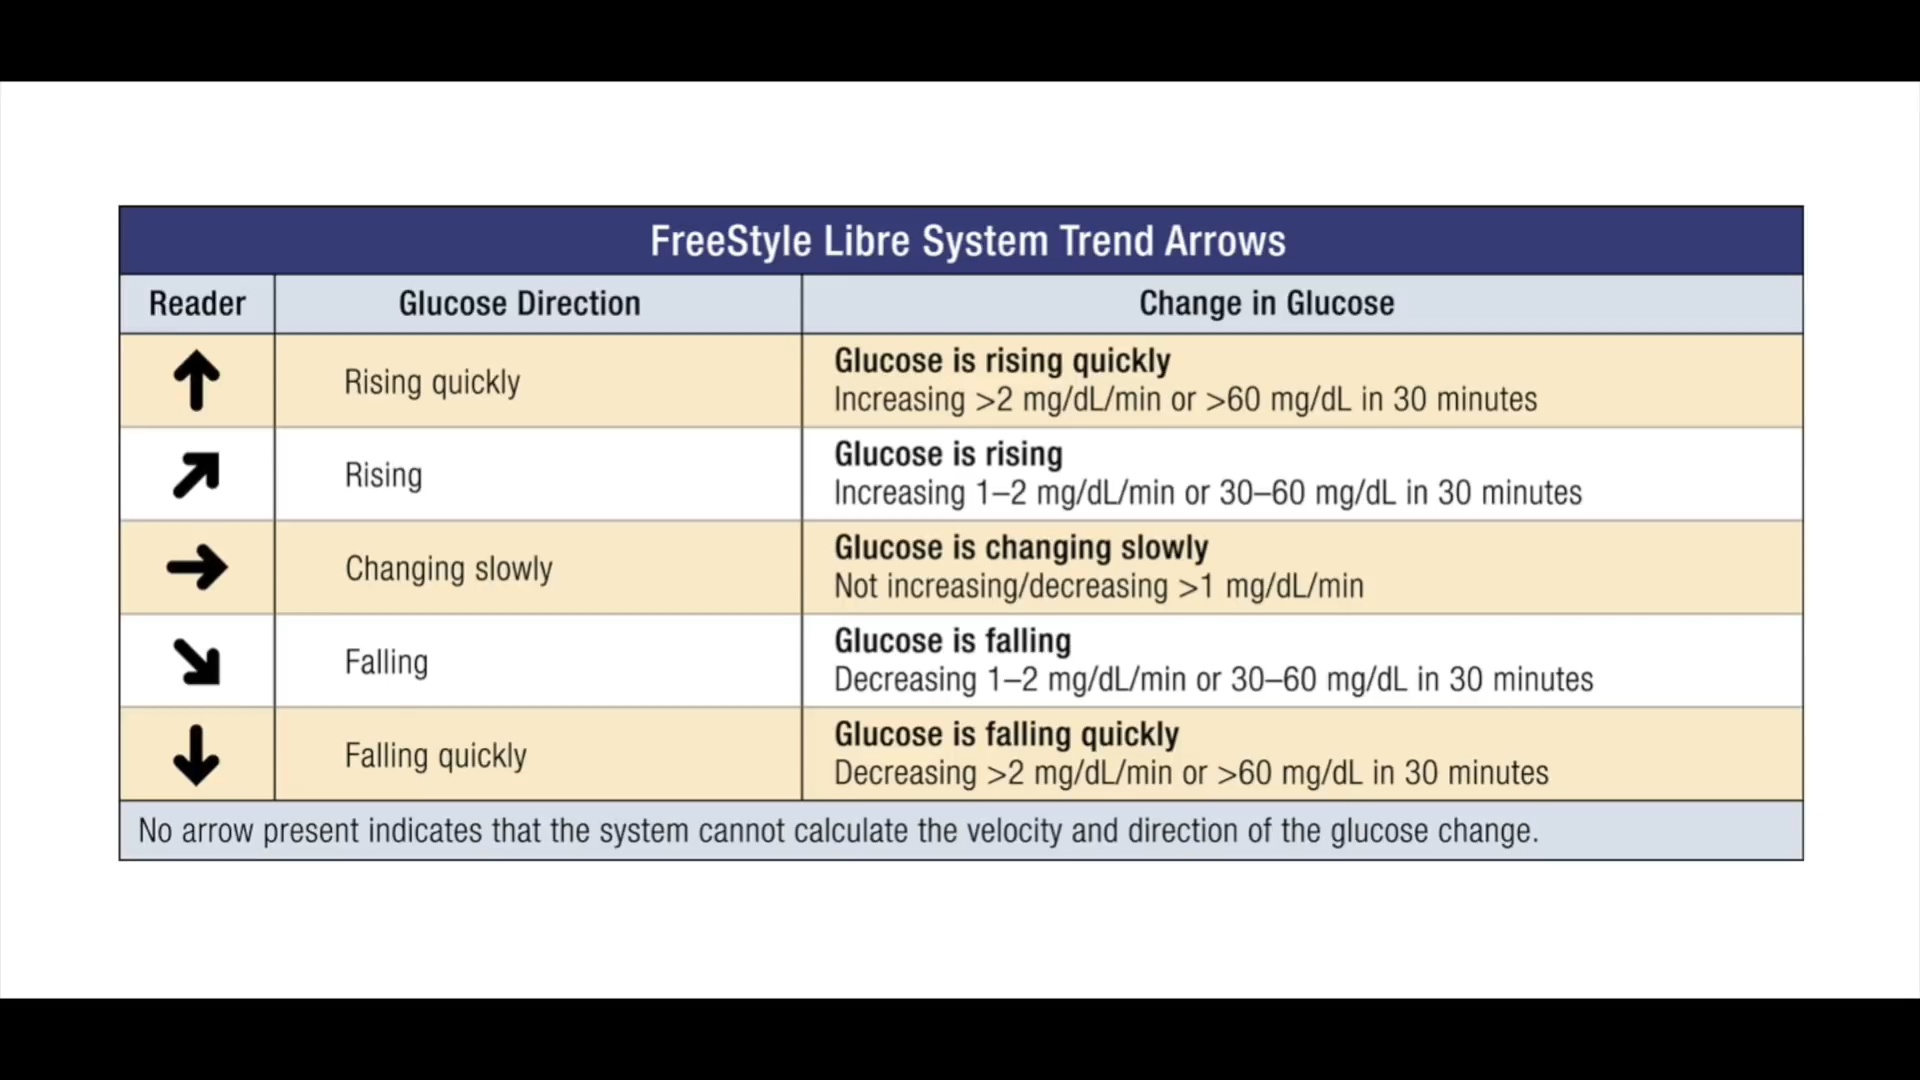 FreeStyle Libre System Trend Arrows
Reader Glucose Direction Change in Glucose
Rising quickly
Glucose is rising quickly
Increasing >2 mg/dL/min or >60 mg/dL in 30 minutes
Rising
Glucose is rising
Increasing 1–2 mg/dL/min or 30–60 mg/dL in 30 minutes
Changing slowly
Glucose is changing slowly
Not increasing/decreasing >1 mg/dL/min
Falling
Glucose is falling
Decreasing 1–2 mg/dL/min or 30–60 mg/dL in 30 minutes
Falling quickly
Glucose is falling quickly
Decreasing >2 mg/dL/min or >60 mg/dL in 30 minutes
No arrow present indicates that the system cannot calculate the velocity and direction of the glucose change.